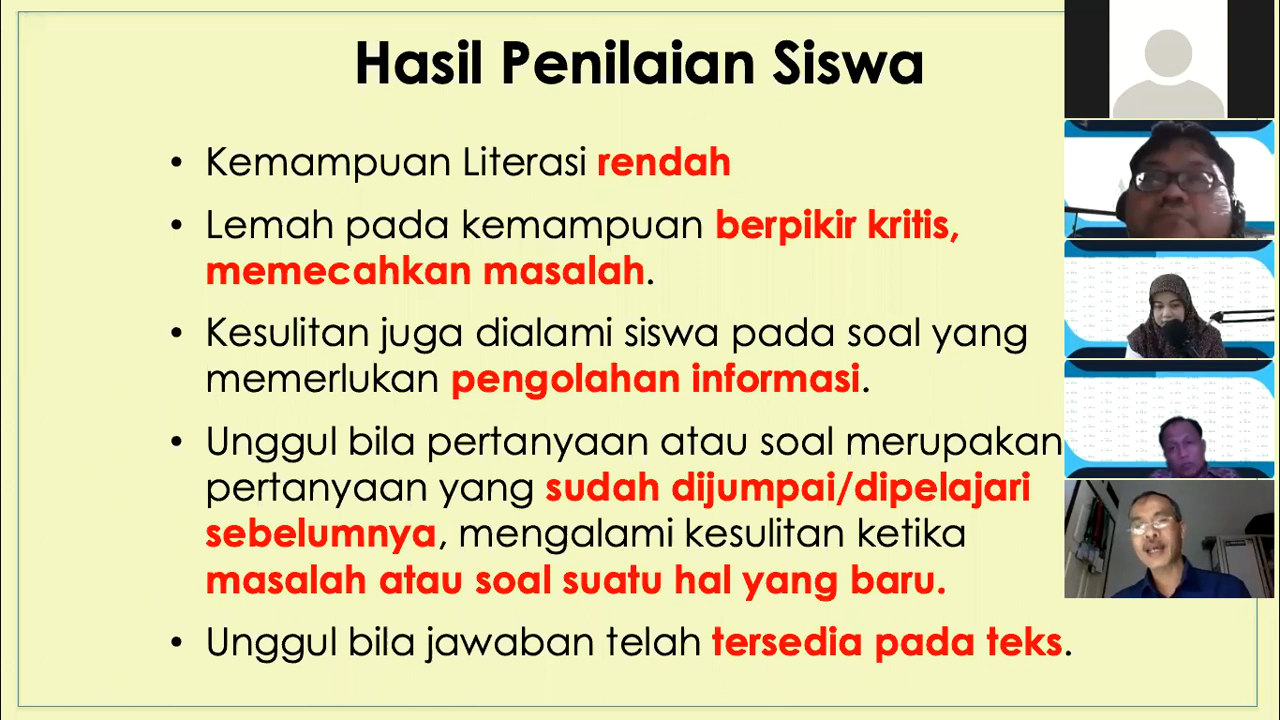 Hasil Penilaian Siswa
• Kemampuan Literasi rendah
• Lemah pada kemampuan berpikir kritis,
memecahkan masalah.
• Kesulitan juga dialami siswa pada soal yang
memerlukan pengolahan informasi.
• Unggul bila pertanyaan atau soal merupakan
pertanyaan yang sudah dijumpai/dipelajari
sebelumnya, mengalami kesulitan ketika
masalah atau soal suatu hal yang baru.
• Unggul bila jawaban telah tersedia pada teks.